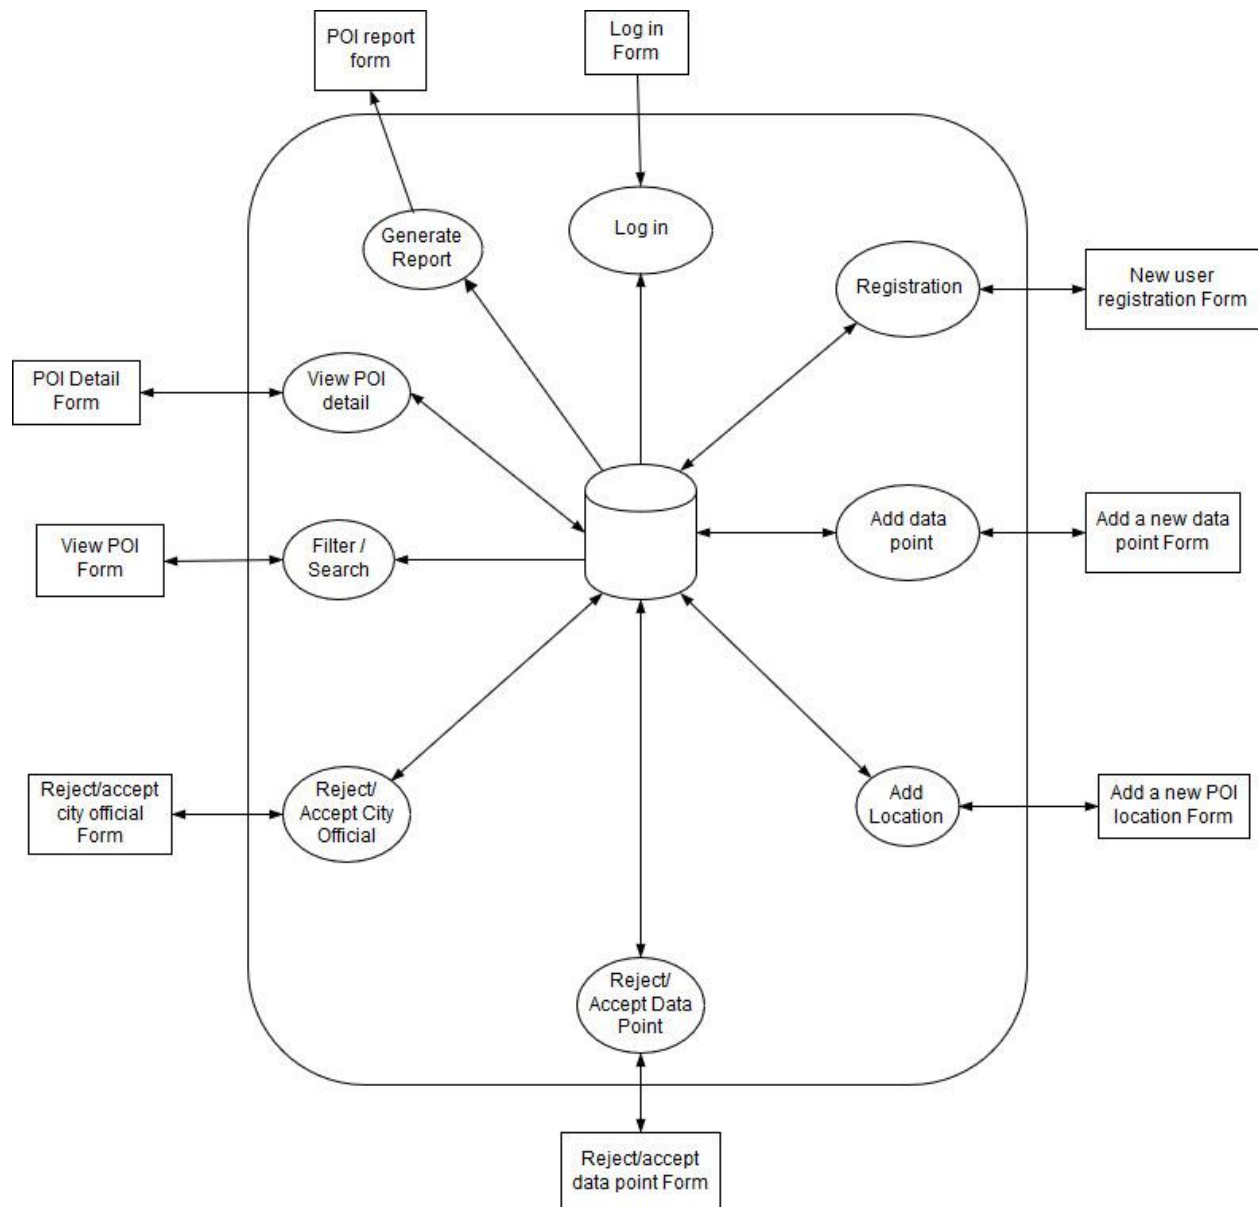 POI report
form
Log in
Form
Generate
Report
Log in
Registration
New user
registration Form
POI Detail
Form
View POI
detail
View POI
Form
Filter /
Search
Add data
point
Add a new data
point Form
Reject/accept
city official
Form
Reject/
Accept City
Official
Add
Location
Add a new POI
location Form
Reject/
Accept Data
Point
Reject/accept
data point Form